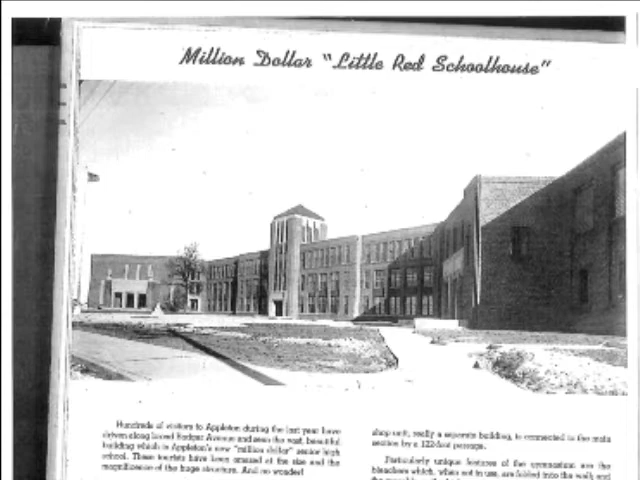 Million Dollar "Little Red Schoolhouse"
Hundreds of visitors to Appleton during the last year have
driven along Badger Avenue and seen the vast, beautiful
building which is Appleton's new "million dollar" senior high
school. These tourists have been amazed at the size and the
magnificence of the huge structure. And no wonder!
shop unit, really a separate building, is connected to the main
section by a 122-foot passage.
Particularly unique features of the gymnasium are the
bleachers which, when not in use, are folded into the wall; and